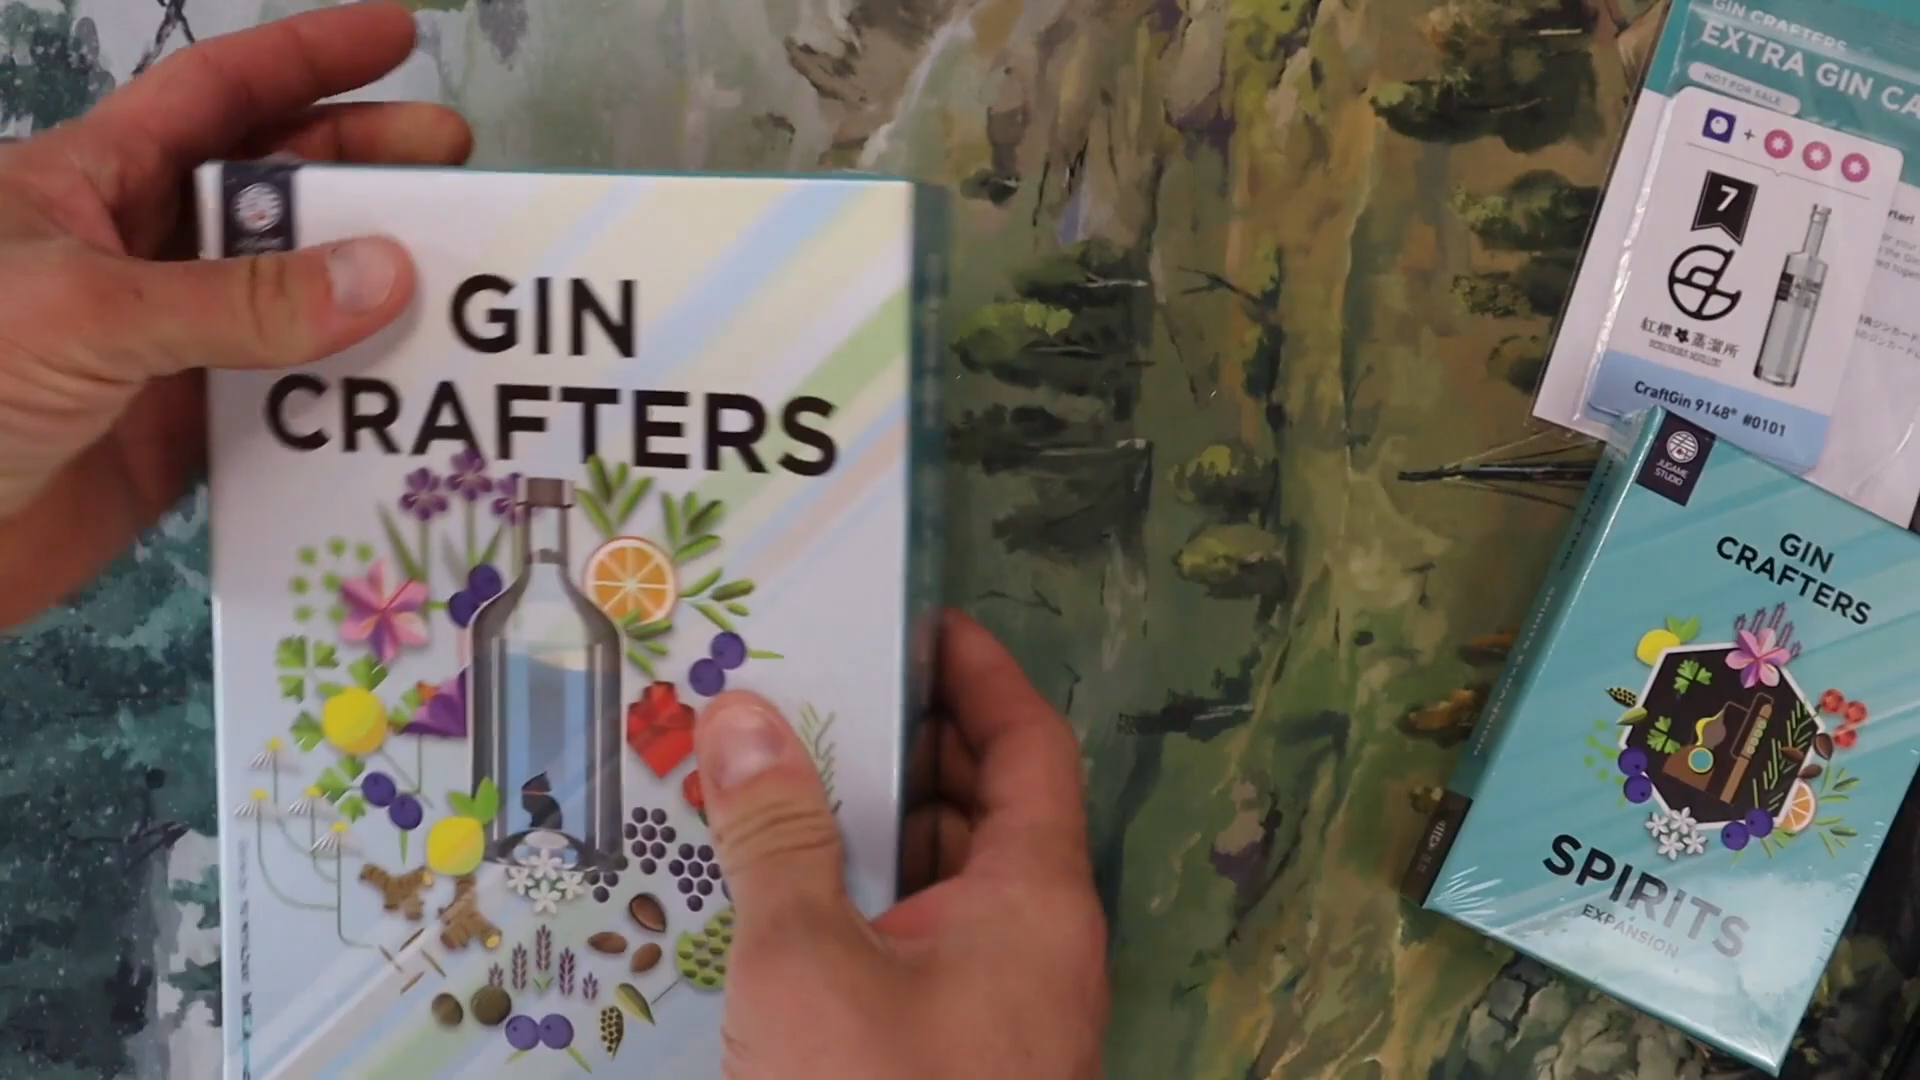 GIN
CRAFTERS
GIN CRAFTERS
EXTRA GIN CA
NOT FOR SALE
7
紅櫻蒸溜所
CraftGin 9148® #0101
JUGAME
STUDIO
GIN
CRAFTERS
SPIRITS
EXPANSION